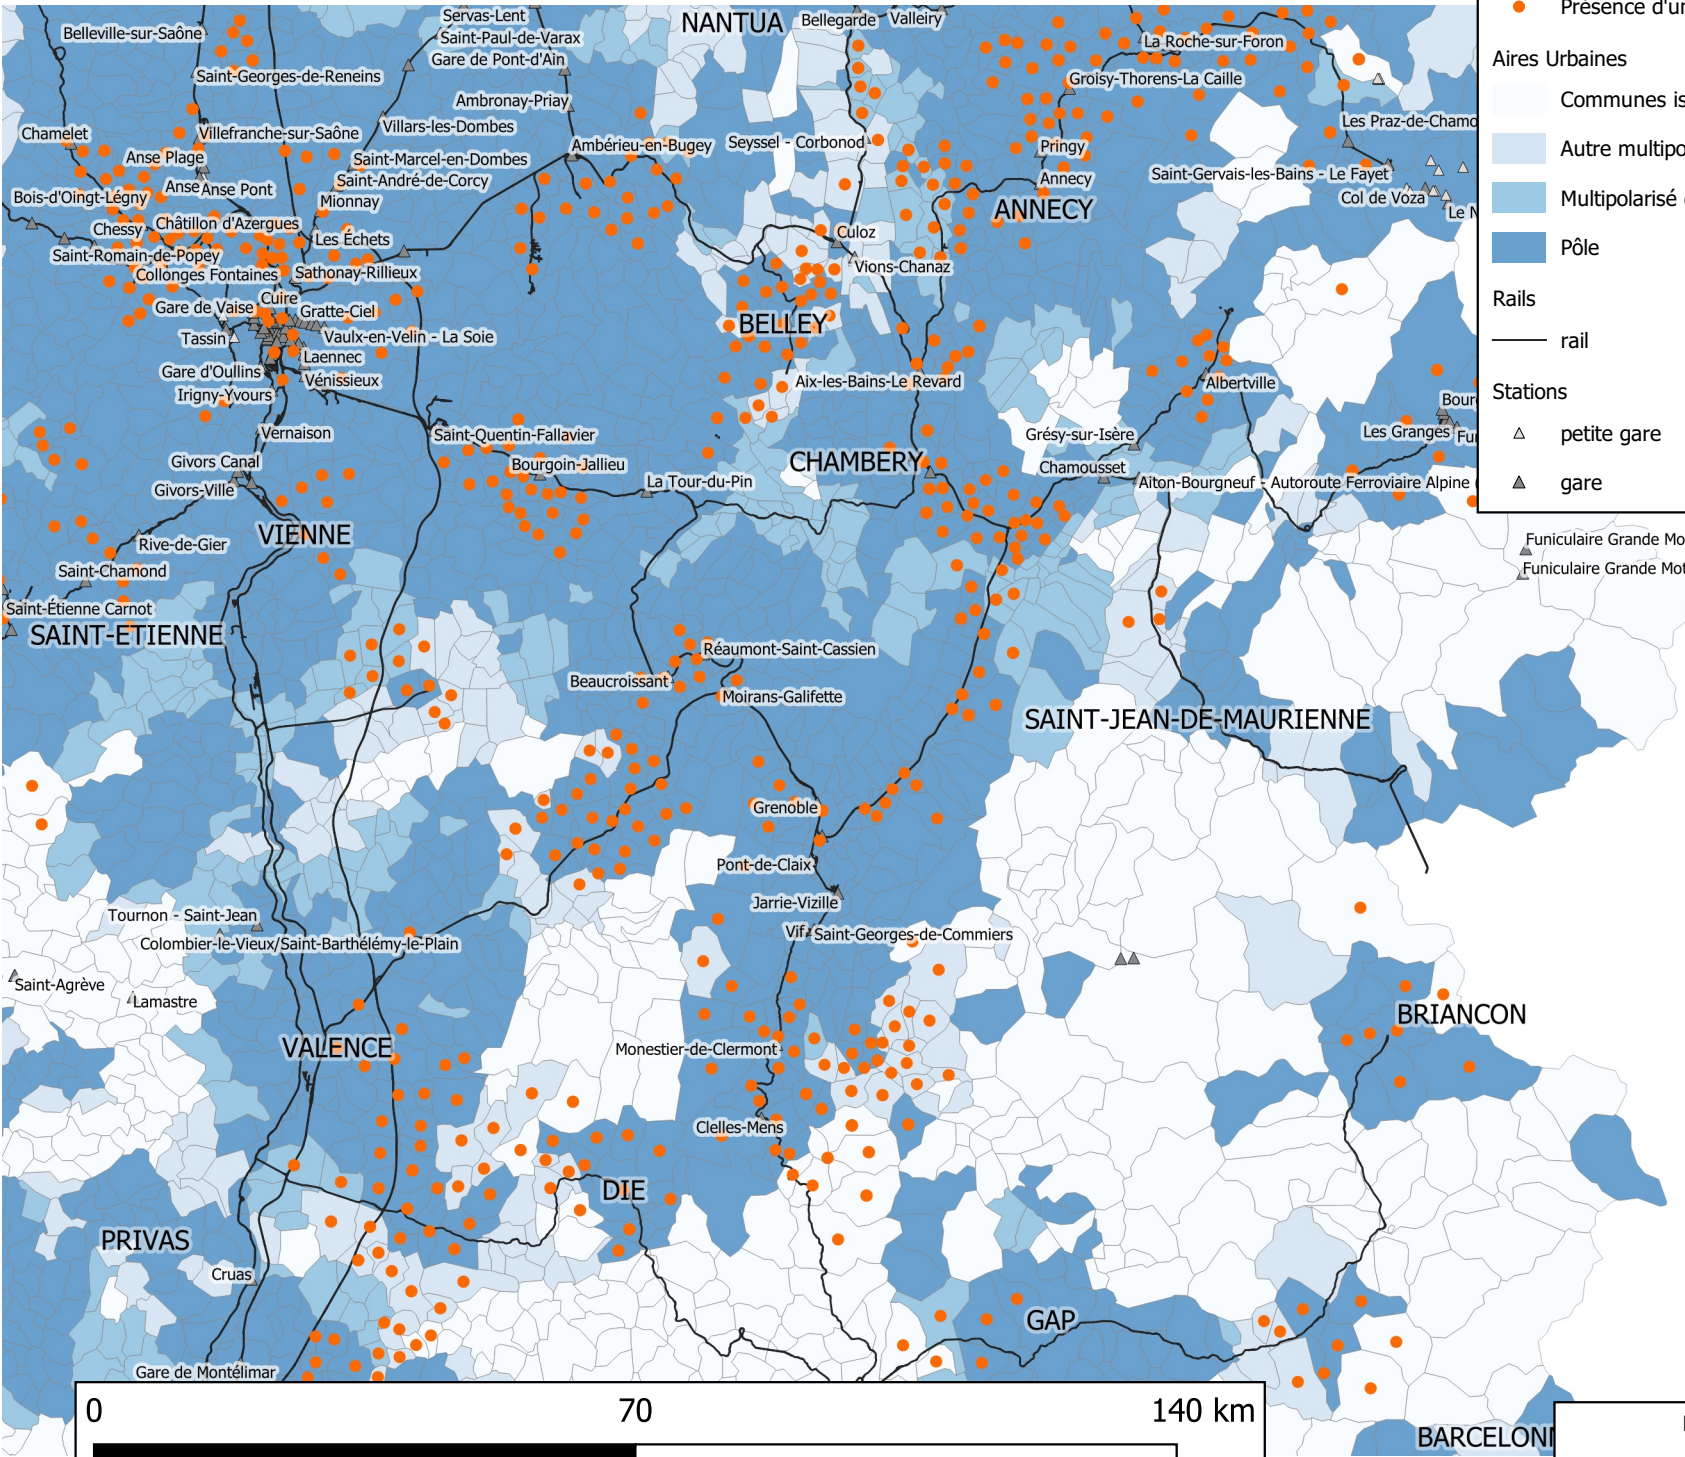 Servas-Lent
NANTUA
Bellegarde
Valleiry
Belleville-sur-Saône
Saint-Paul-de-Varax
La Roche-sur-Foron
Gare de Pont-d'Ain
Saint-Georges-de-Reneins
Groisy-Thorens-La Caille
Ambronay-Priay
Chamelet
Villefranche-sur-Saône
Villars-les-Dombes
Les Praz-de-Chamo
Anse Plage
Saint-Marcel-en-Dombes
Ambérieu-en-Bugey
Seyssel - Corbonod
Pringy
Anse
Anse Pont
Saint-André-de-Corcy
Annecy
Saint-Gervais-les-Bains - Le Fayet
Bois-d'Oingt-Légny
Mionnay
ANNECY
Col de Voza
Le N
Chessy
Châtillon d'Azergues
Les Échets
Culoz
Saint-Romain-de-Popey
Collonges Fontaines
Sathonay-Rillieux
Vions-Chanaz
Gare de Vaise
Cuire
Gratte-Ciel
BELLEY
Tassin
Vaulx-en-Velin - La Soie
Laennec
Gare d'Oullins
Vénissieux
Aix-les-Bains-Le Revard
Albertville
Irigny-Yvours
Bour
Vernaison
Saint-Quentin-Fallavier
Grésy-sur-Isère
Les Granges
Fu
Givors Canal
Bourgoin-Jallieu
CHAMBERY
Chamousset
Givors-Ville
La Tour-du-Pin
Aiton-Bourgneuf - Autoroute Ferroviaire Alpine (
VIENNE
Rive-de-Gier
Funiculaire Grande Mo
Saint-Chamond
Funiculaire Grande Mot
Saint-Étienne Carnot
SAINT-ETIENNE
Réaumont-Saint-Cassien
Beaucroissant
Moirans-Galifette
SAINT-JEAN-DE-MAURIENNE
Grenoble
Pont-de-Claix
Jarrie-Vizille
Tournon - Saint-Jean
Vif
Saint-Georges-de-Commiers
Colombier-le-Vieux/Saint-Barthélémy-le-Plain
Saint-Agrève
Lamastre
BRIANCON
VALENCE
Monestier-de-Clermont
Clelles-Mens
DIE
PRIVAS
Cruas
GAP
Gare de Montélimar
BARCELON
0 70 140 km
Présence d'un
Aires Urbaines
Communes is
Autre multipo
Multipolarisé
Pôle
Rails
rail
Stations
petite gare
gare